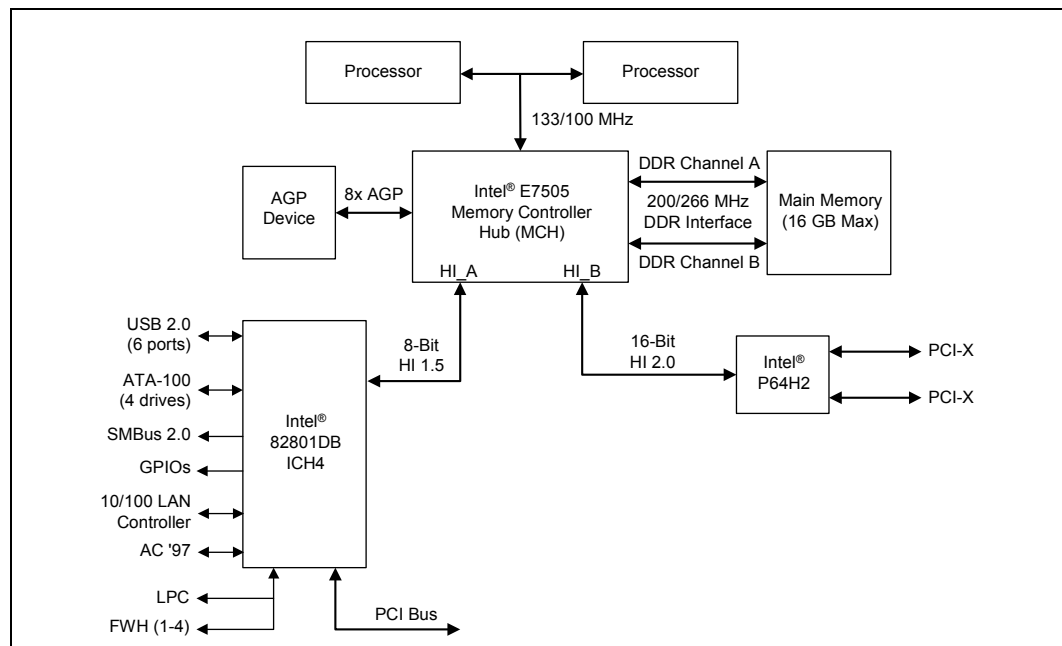 Processor
Processor
133/100 MHz
AGP
Device
8x AGP
Intel® E7505
Memory Controller
Hub (MCH)
HI_A
HI_B
DDR Channel A
200/266 MHz
DDR Interface
DDR Channel B
Main Memory
(16 GB Max)
USB 2.0
(6 ports)
ATA-100
(4 drives)
SMBus 2.0
GPIOs
10/100 LAN
Controller
AC '97
LPC
FWH (1-4)
Intel®
82801DB
ICH4
8-Bit
HI 1.5
PCI Bus
16-Bit
HI 2.0
Intel®
P64H2
PCI-X
PCI-X